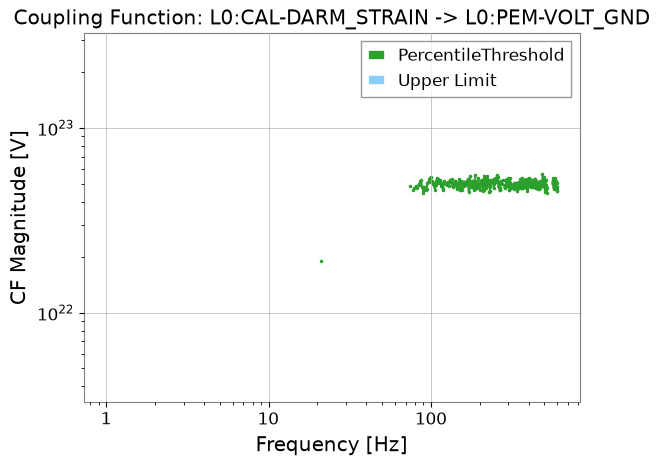 Coupling Function: L0:CAL-DARM_STRAIN -> L0:PEM-VOLT_GND
PercentileThreshold
Upper Limit
10^23
10^22
CF Magnitude [V]
1 10 100
Frequency [Hz]